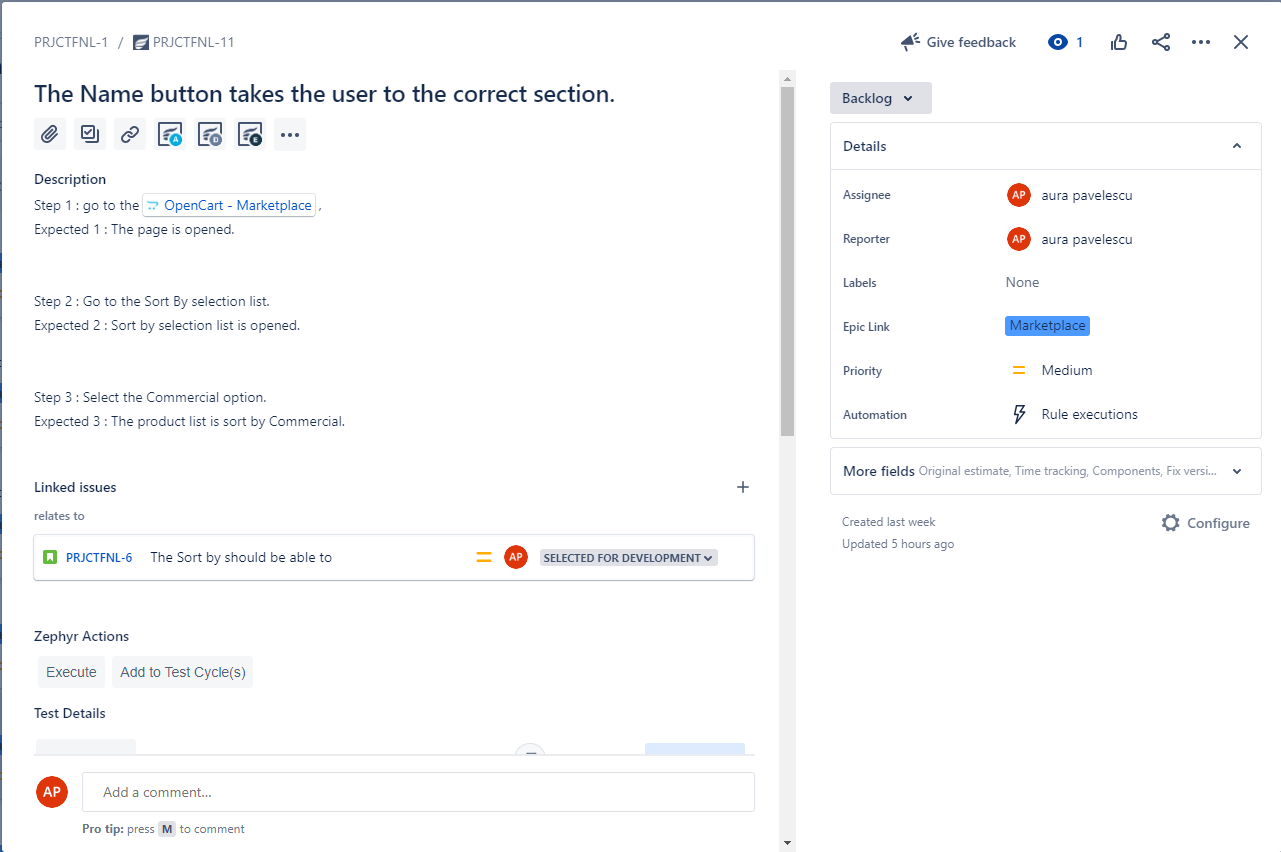 PRJCTFNL-1 / PRJCTFNL-11
Give feedback
1
The Name button takes the user to the correct section.
A
D
E
Description
Step 1 : go to the OpenCart - Marketplace ,
Expected 1 : The page is opened.
Step 2 : Go to the Sort By selection list.
Expected 2 : Sort by selection list is opened.
Step 3 : Select the Commercial option.
Expected 3 : The product list is sort by Commercial.
Linked issues
relates to
PRJCTFNL-6 The Sort by should be able to AP SELECTED FOR DEVELOPMENT
Zephyr Actions
Execute Add to Test Cycle(s)
Test Details
AP Add a comment...
Pro tip: press M to comment
Backlog
Details
Assignee AP aura pavelescu
Reporter AP aura pavelescu
Labels None
Epic Link Marketplace
Priority Medium
Automation Rule executions
More fields Original estimate, Time tracking, Components, Fix versi...
Created last week
Configure
Updated 5 hours ago